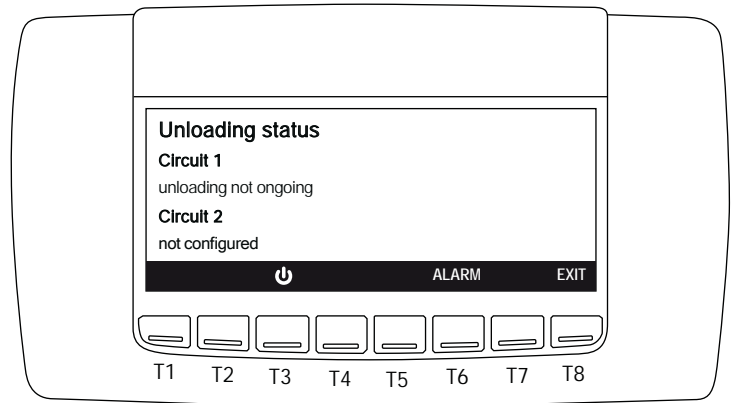 Unloading status
Circuit 1
unloading not ongoing
Circuit 2
not configured
ALARM EXIT
T1 T2 T3 T4 T5 T6 T7 T8